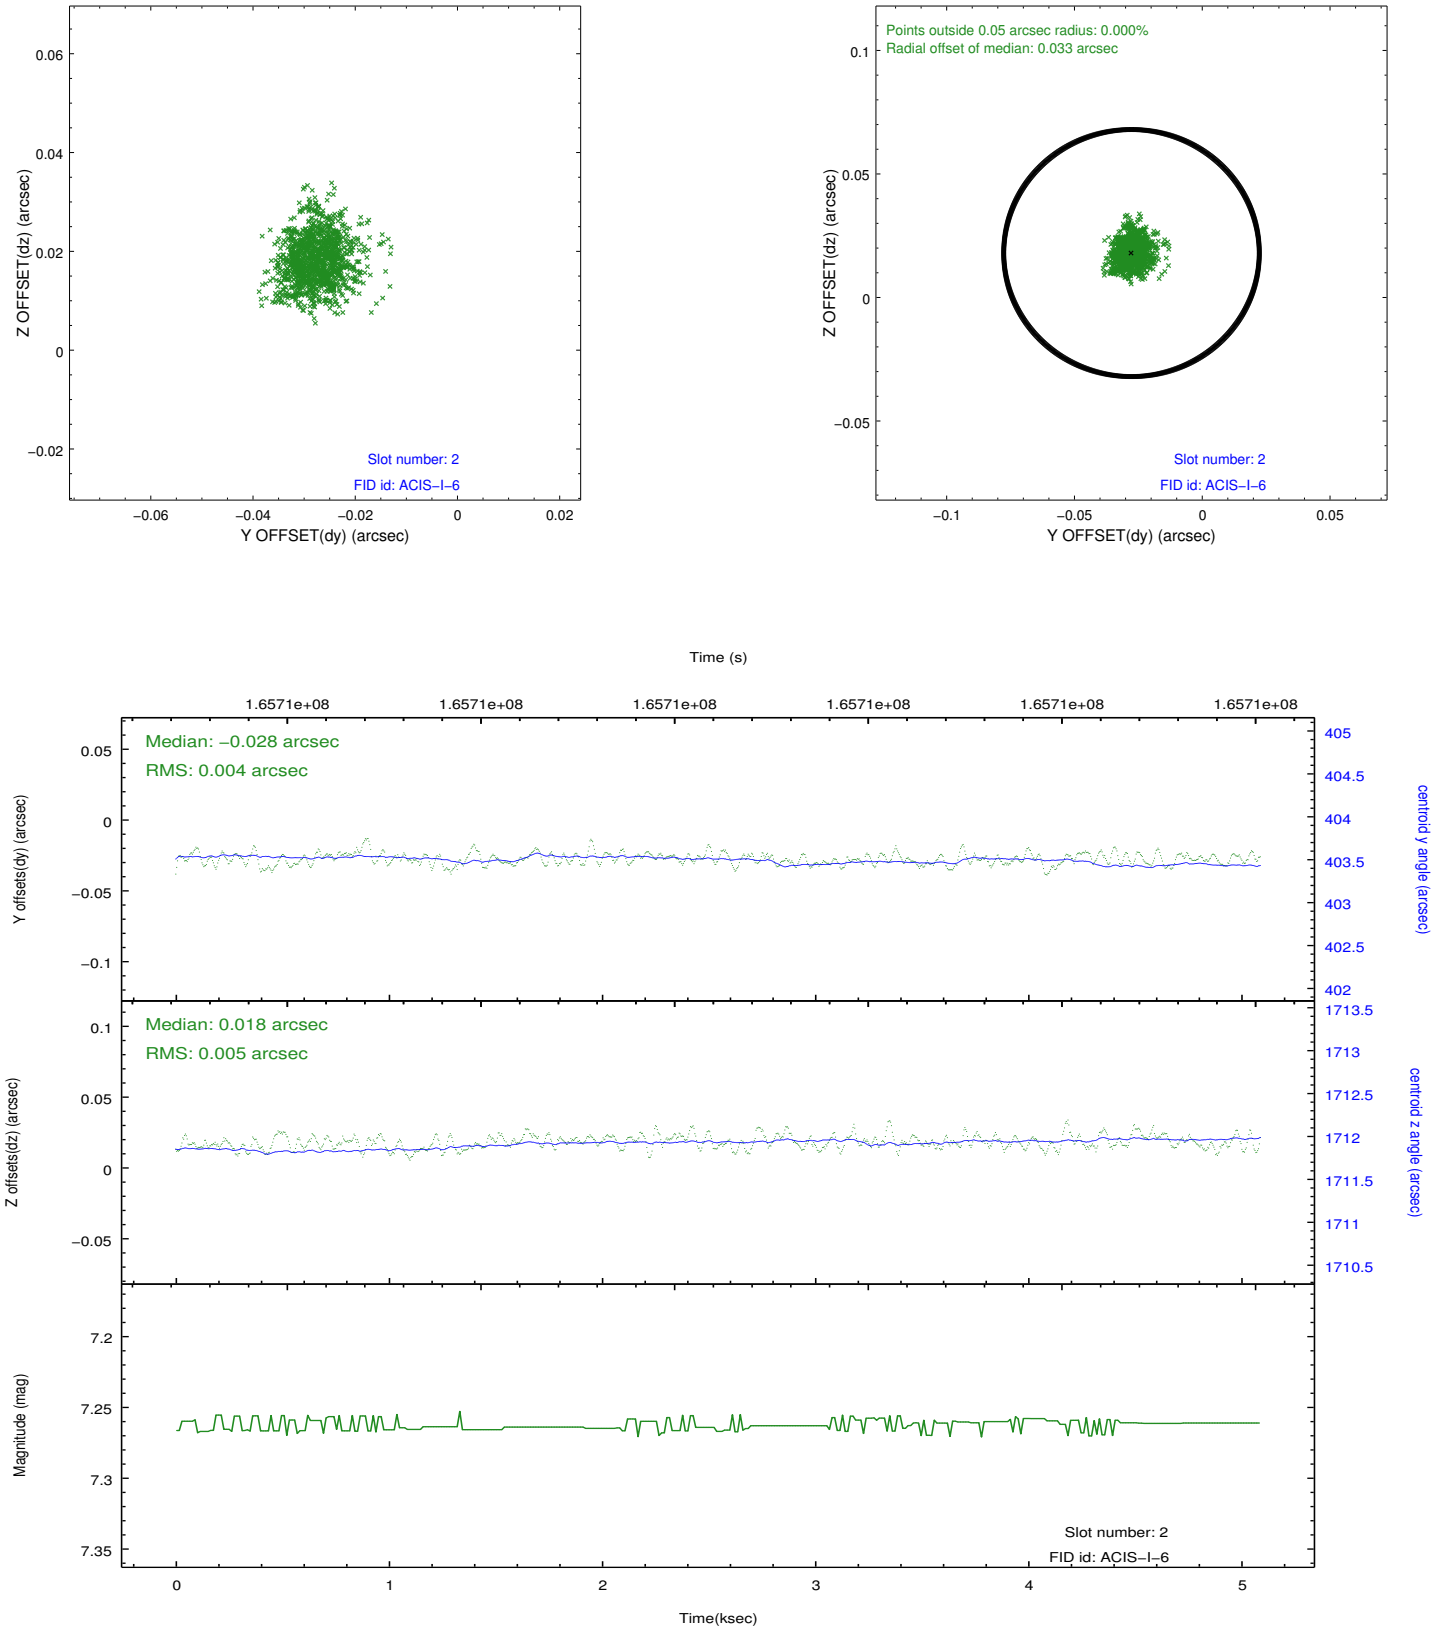 0.06
0.04
0.02
0
−0.02
Z OFFSET(dz) (arcsec)
Slot number: 2
FID id: ACIS−I−6
−0.06
−0.04
−0.02
0
0.02
Y OFFSET(dy) (arcsec)
Points outside 0.05 arcsec radius: 0.000%
Radial offset of median: 0.033 arcsec
0.1
0.05
0
−0.05
Z OFFSET(dz) (arcsec)
Slot number: 2
FID id: ACIS−I−6
−0.1
−0.05
0
0.05
Y OFFSET(dy) (arcsec)
Time (s)
1.6571e+08
1.6571e+08
1.6571e+08
1.6571e+08
1.6571e+08
1.6571e+08
Median: −0.028 arcsec
RMS: 0.004 arcsec
0.05
0
−0.05
−0.1
Y offsets(dy) (arcsec)
405
404.5
404
403.5
403
402.5
402
centroid y angle (arcsec)
Median: 0.018 arcsec
RMS: 0.005 arcsec
0.1
0.05
0
−0.05
Z offsets(dz) (arcsec)
1713.5
1713
1712.5
1712
1711.5
1711
1710.5
centroid z angle (arcsec)
7.2
7.25
7.3
7.35
Magnitude (mag)
Slot number: 2
FID id: ACIS−I−6
0
1
2
3
4
5
Time(ksec)